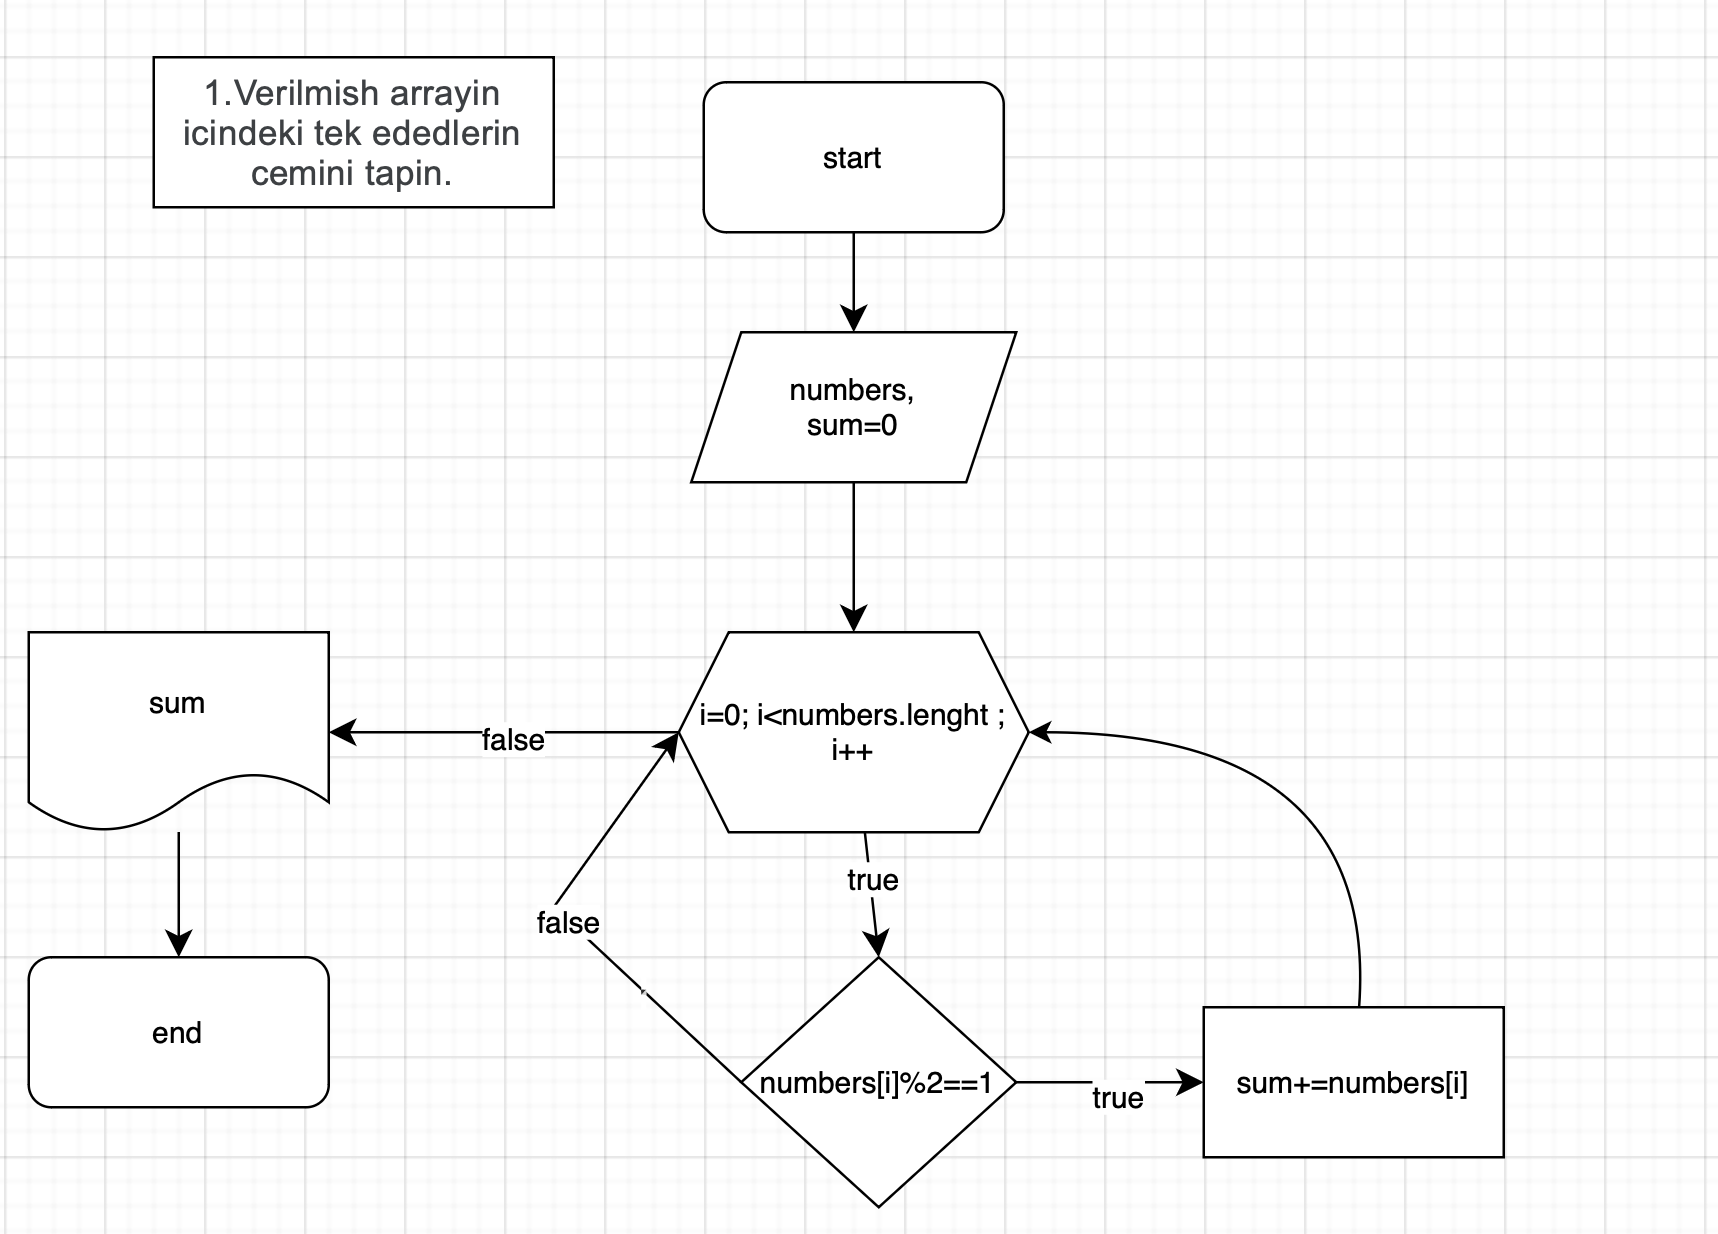 1.Verilmish arrayin
icindeki tek ededlerin
cemini tapin.
start
numbers,
sum=0
i=0; i<numbers.lenght ;
i++
false
sum
true
false
numbers[i]%2==1
true
sum+=numbers[i]
end